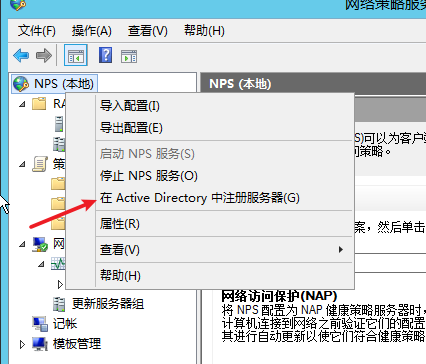 网络策略服务
文件(F) 操作(A) 查看(V) 帮助(H)
NPS (本地)
NPS (本地)
导入配置(I)
导出配置(E)
启动 NPS 服务(S)
停止 NPS 服务(O)
在 Active Directory 中注册服务器(G)
属性(R)
查看(V)
帮助(H)
RA
S)可以为客户端
策略。
策
案，然后单击
网
更新服务器组
记帐
模板管理
网络访问保护(NAP)
将 NPS 配置为 NAP 健康策略服务器时，
计算机连接到网络之前验证它们的配置
其进行自动更新以使它们符合健康策略